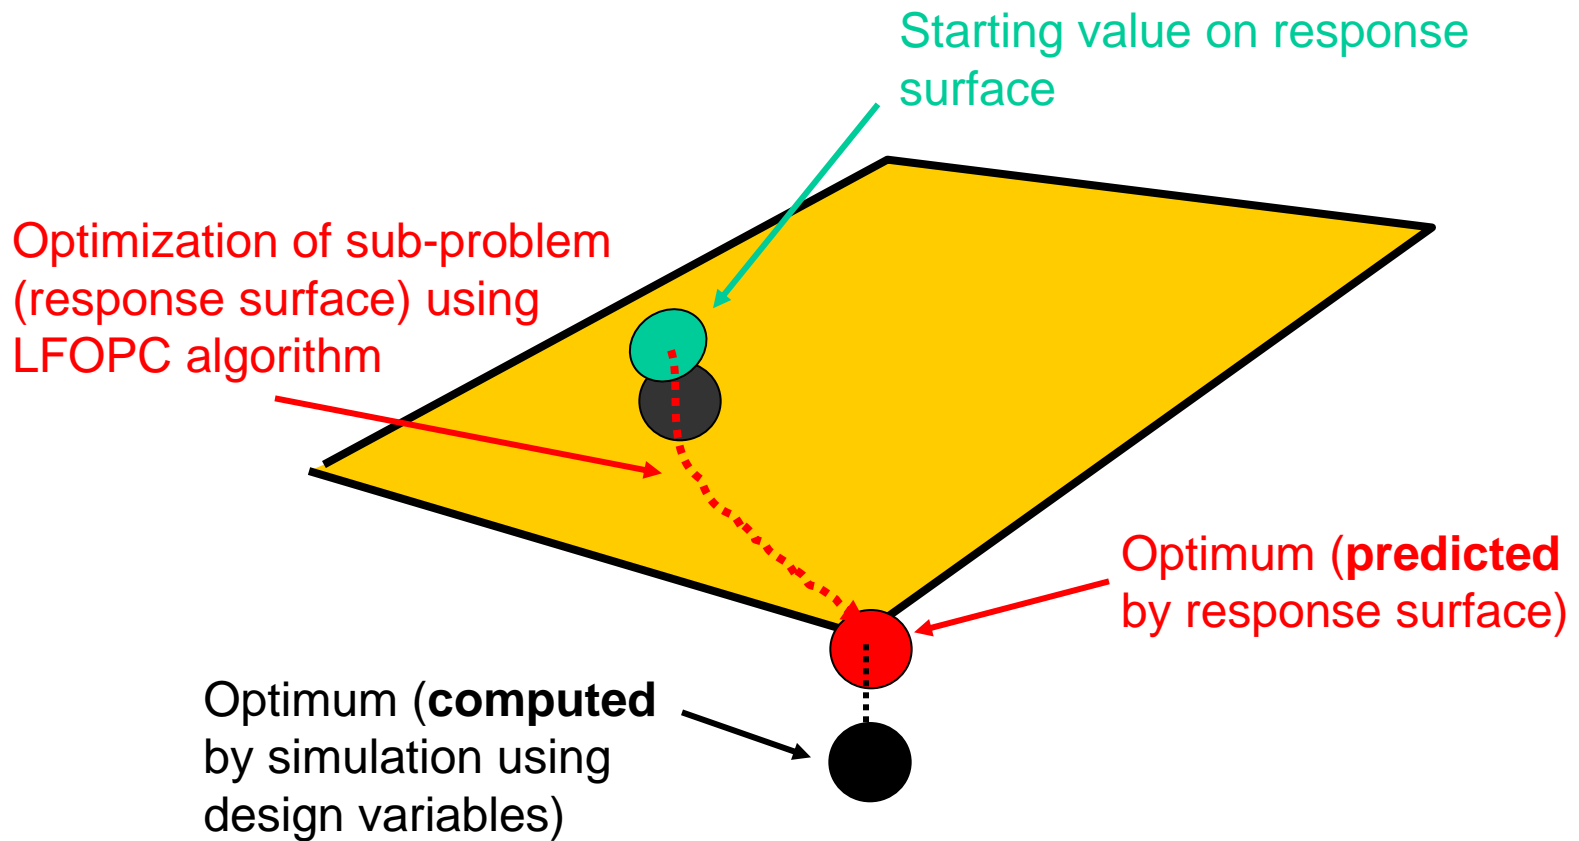 Starting value on response
surface
Optimization of sub-problem
(response surface) using
LFOPC algorithm
Optimum (predicted
by response surface)
Optimum (computed
by simulation using
design variables)